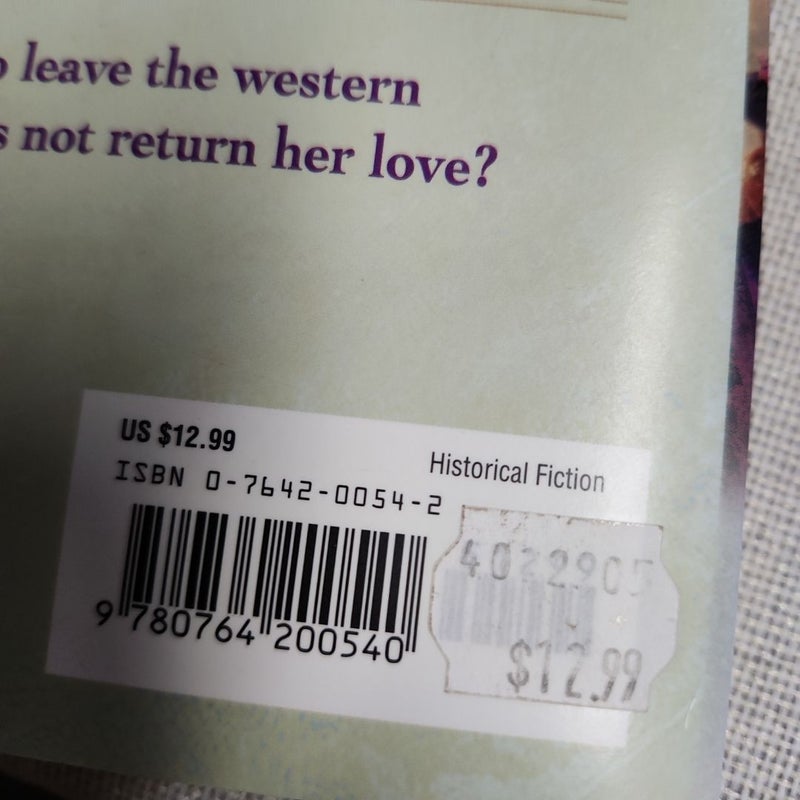 leave the western
not return her love?
US $12.99
Historical Fiction
ISBN 0-7642-0054-2
9 780764 200540
$12.99